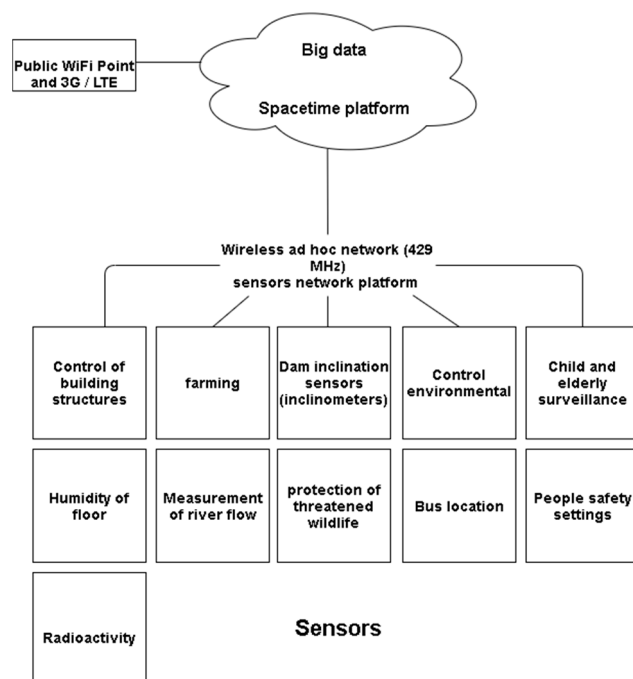 Big data
Public WiFi Point
and 3G / LTE
Spacetime platform
Wireless ad hoc network (429
MHz)
sensors network platform
Control of
building
structures
farming
Dam inclination
sensors
(inclinometers)
Control
environmental
Child and
elderly
surveillance
Humidity of
floor
Measurement
of river flow
protection of
threatened
wildlife
Bus location
People safety
settings
Radioactivity
Sensors